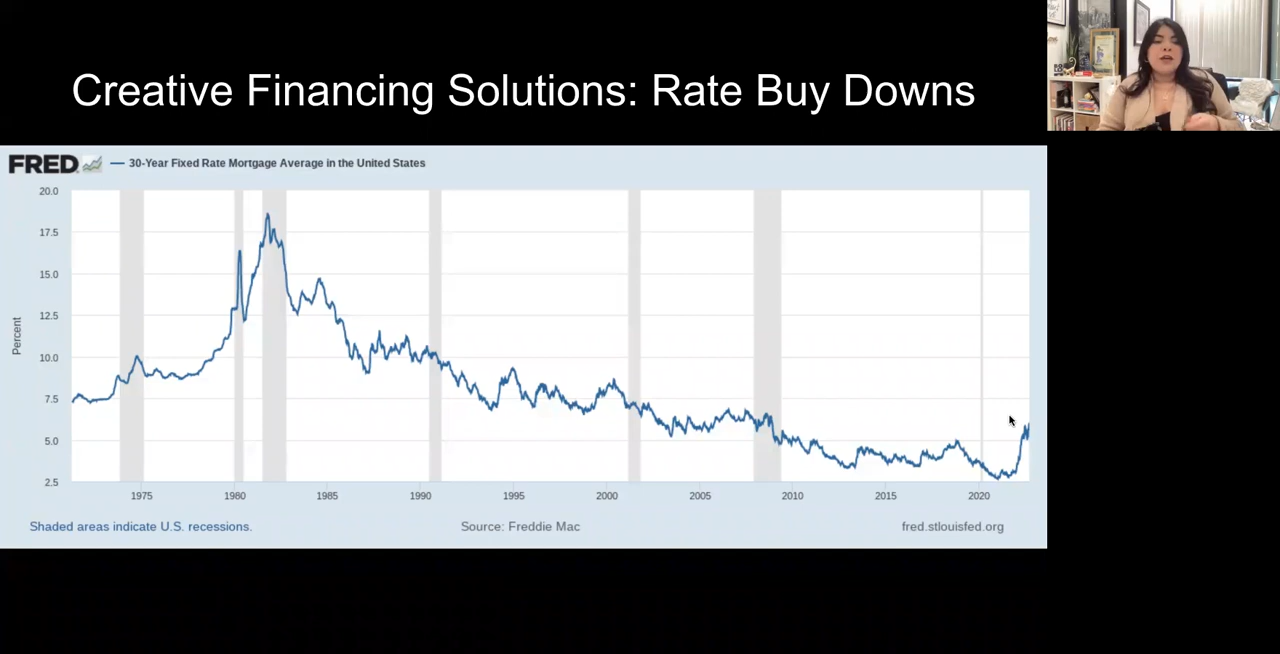 Creative Financing Solutions: Rate Buy Downs
FRED 30-Year Fixed Rate Mortgage Average in the United States
20.0
17.5
15.0
12.5
10.0
7.5
5.0
2.5
Percent
1975 1980 1985 1990 1995 2000 2005 2010 2015 2020
Shaded areas indicate U.S. recessions. Source: Freddie Mac fred.stlouisfed.org